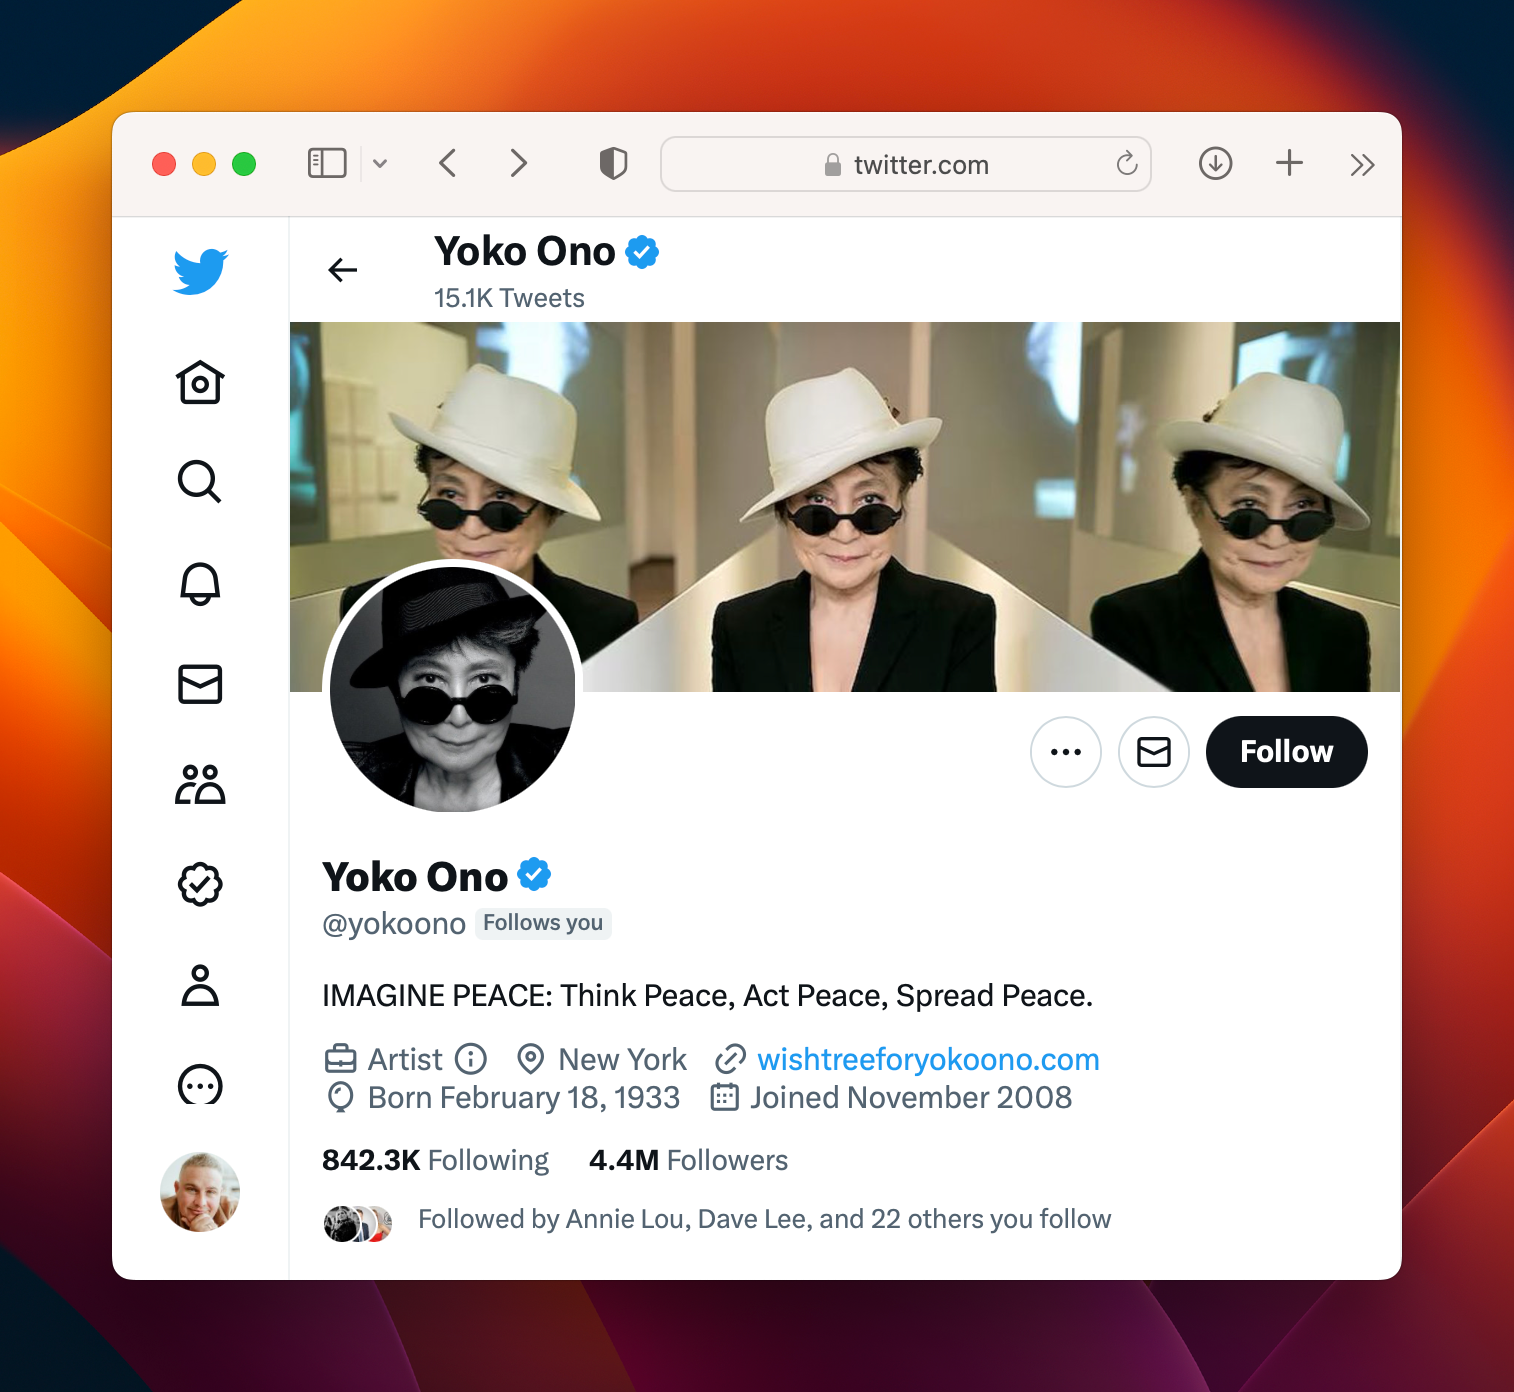 twitter.com
Yoko Ono
15.1K Tweets
Follow
Yoko Ono
@yokoono Follows you
IMAGINE PEACE: Think Peace, Act Peace, Spread Peace.
Artist New York wishtreeforyokoono.com
Born February 18, 1933 Joined November 2008
842.3K Following 4.4M Followers
Followed by Annie Lou, Dave Lee, and 22 others you follow